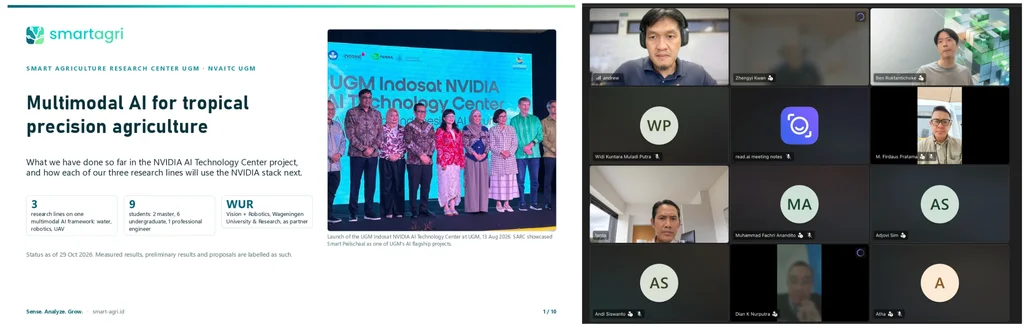 smartagri
SMART AGRICULTURE RESEARCH CENTER UGM · NVAITC UGM
Multimodal AI for tropical
precision agriculture
What we have done so far in the NVIDIA AI Technology Center project,
and how each of our three research lines will use the NVIDIA stack next.
3
research lines on one
multimodal AI framework: water,
robotics, UAV
9
students: 2 master, 6
undergraduate, 1 professional
engineer
WUR
Vision + Robotics, Wageningen
University & Research, as partner
Status as of 29 Oct 2026. Measured results, preliminary results and proposals are labelled as such.
UGM Indosat NVIDIA
AI Technology Center
Launch of the UGM Indosat NVIDIA AI Technology Center at UGM, 13 Aug 2026. SARC showcased
as one of UGM's AI flagship projects.
Sense. Analyze. Grow. · smart-agri.id
1 / 10
andrew
Zhengyi Kwan
Ben
WP
Widi Kuntara Muladi Putra
read.ai meeting notes
M. Firdaus Pratama
MA
Muhammad Fachri
AS
Adjovi Sim
AS
Andi Siswanto
Dian K Nurputra
A